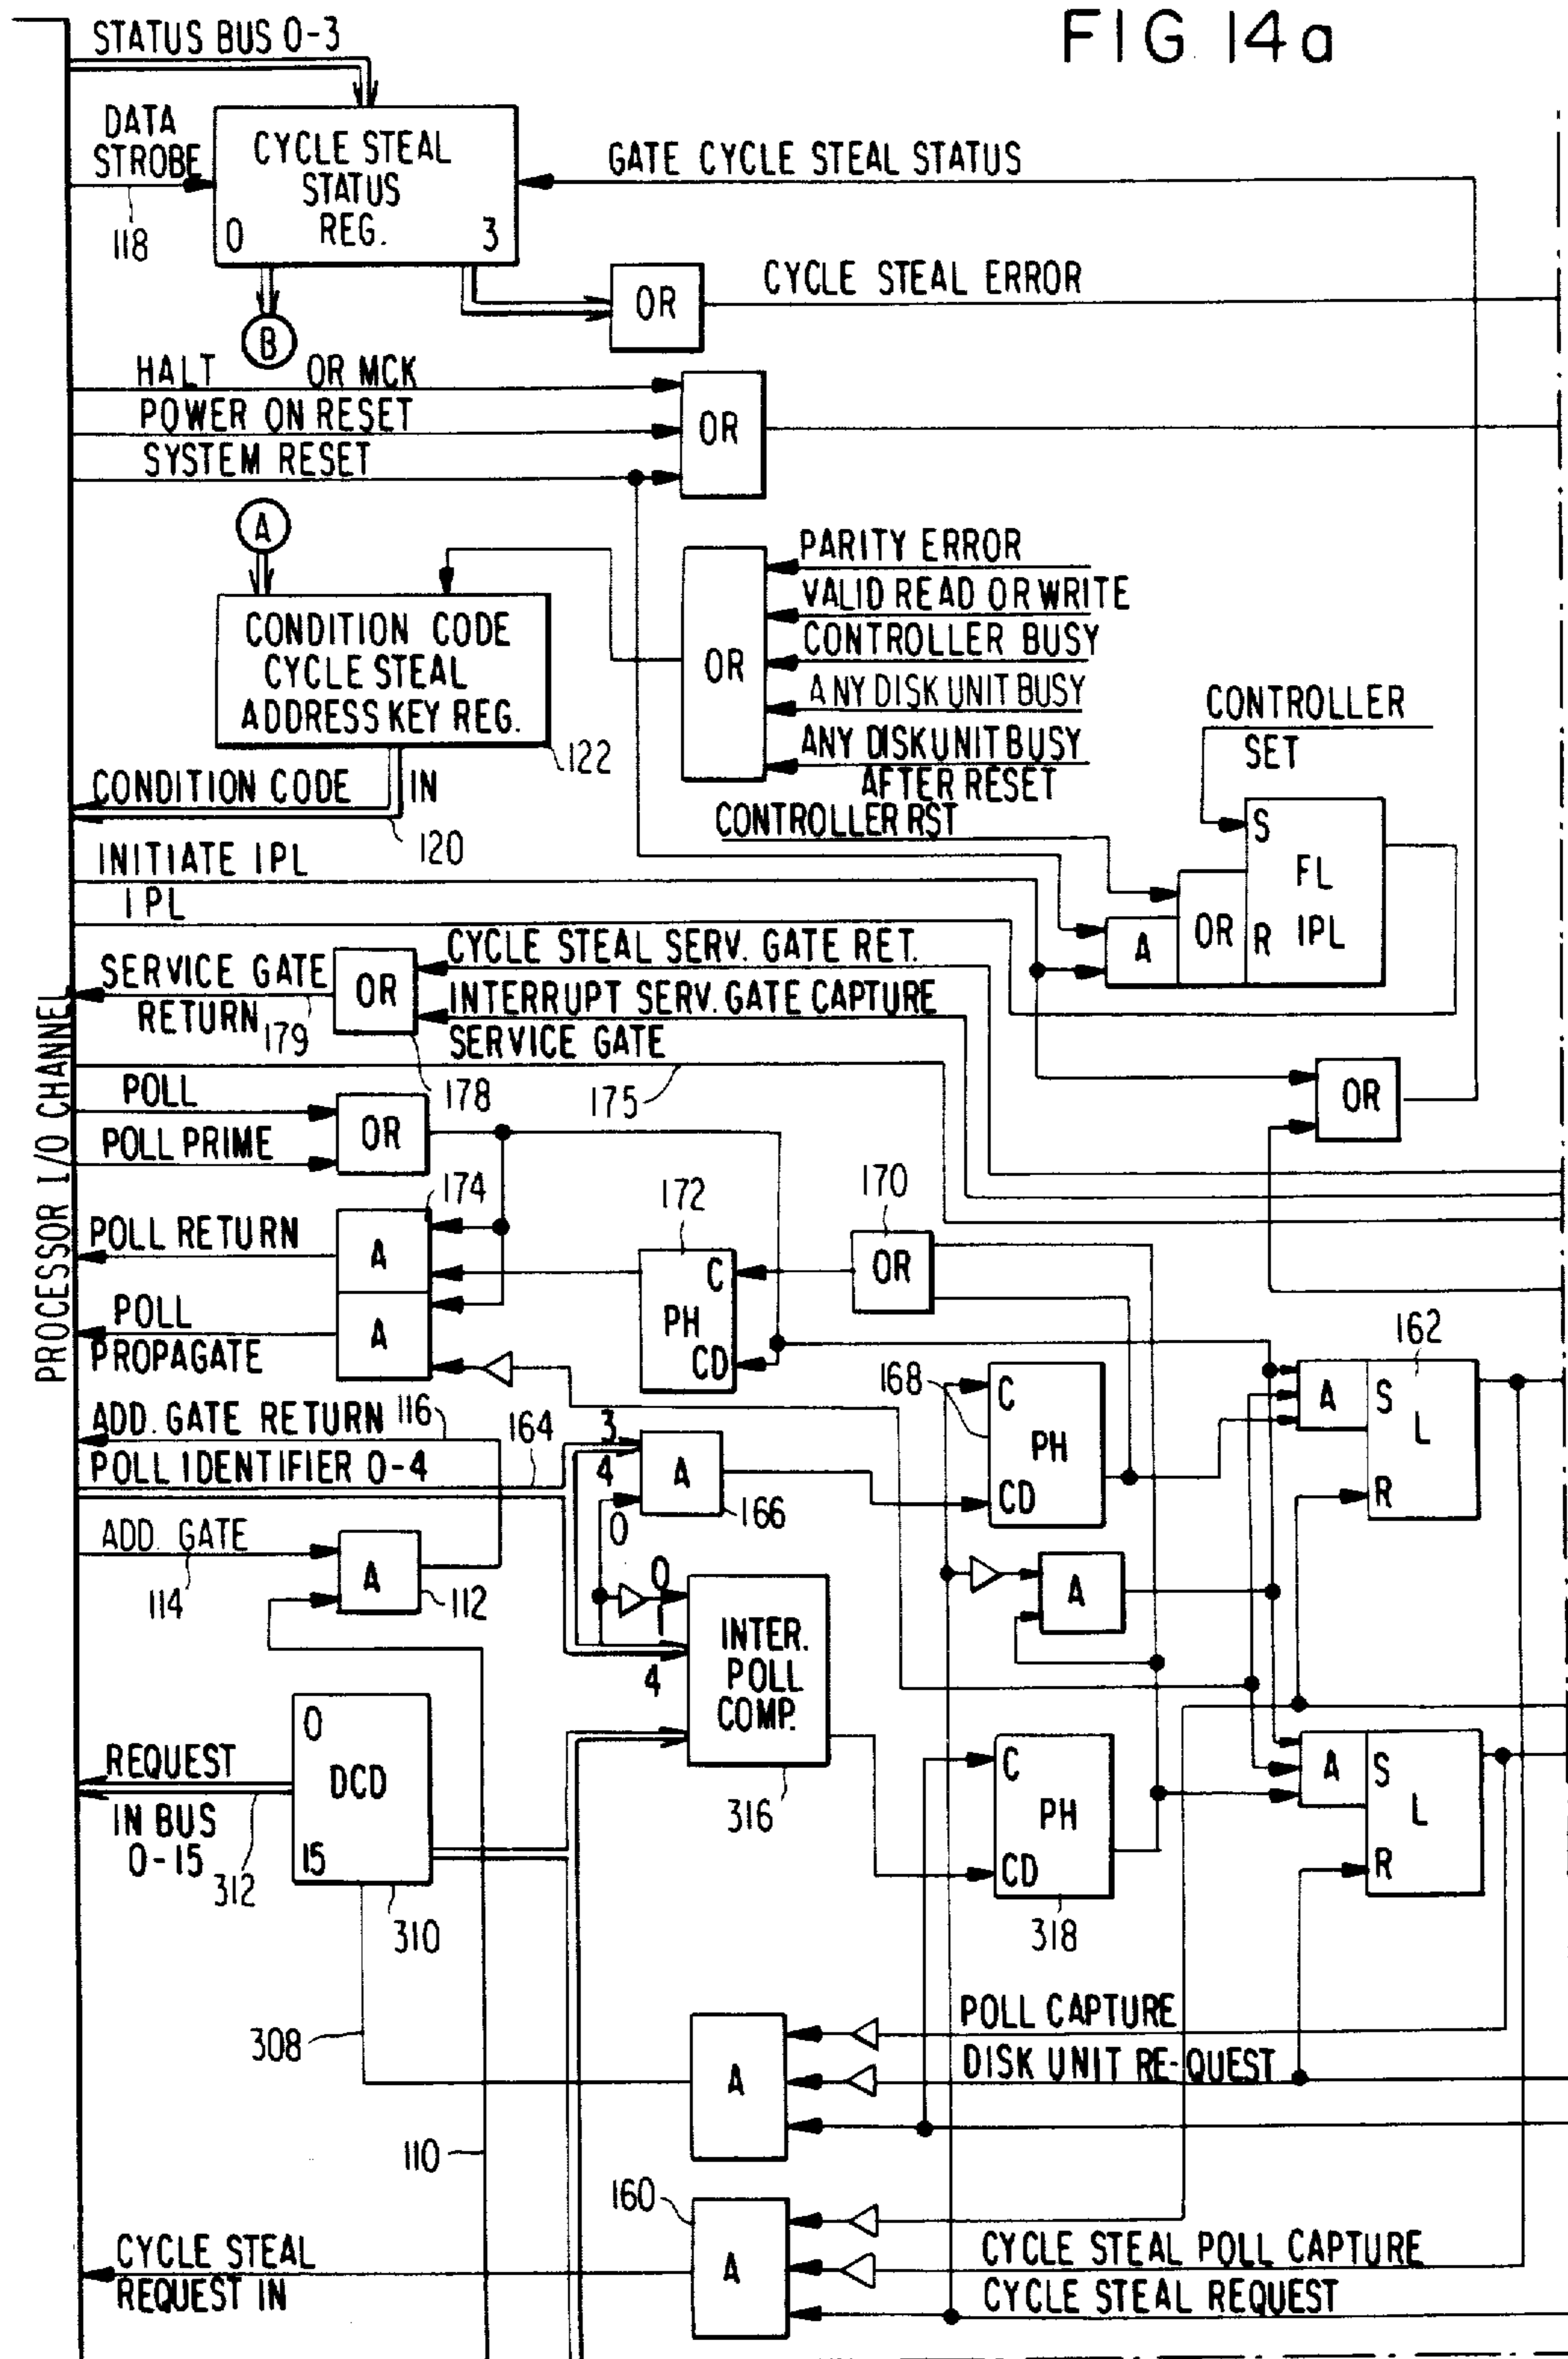 FIG 14a
STATUS BUS 0-3
DATA
STROBE
118
CYCLE STEAL
STATUS
REG.
0 3
GATE CYCLE STEAL STATUS
B
OR
CYCLE STEAL ERROR
HALT OR MCK
POWER ON RESET
SYSTEM RESET
OR
A
CONDITION CODE
CYCLE STEAL
ADDRESS KEY REG.
122
OR
PARITY ERROR
VALID READ OR WRITE
CONTROLLER BUSY
ANY DISK UNIT BUSY
ANY DISK UNIT BUSY
AFTER RESET
CONTROLLER
SET
CONDITION CODE IN
120
CONTROLLER RST
S
FL
IPL
R
OR
A
INITIATE IPL
IPL
CYCLE STEAL SERV. GATE RET.
SERVICE GATE
RETURN
179
OR
178
INTERRUPT SERV. GATE CAPTURE
SERVICE GATE
175
OR
PROCESSOR I/O CHANNEL
POLL
POLL PRIME
OR
174
POLL RETURN
A
POLL
PROPAGATE
A
172
C
PH
CD
170
OR
162
A
S
L
R
168
C
PH
CD
ADD. GATE RETURN
116
164
POLL IDENTIFIER 0-4
3
4
0
A
166
ADD. GATE
114
A
112
0
1
4
INTER.
POLL
COMP.
316
A
REQUEST
IN BUS
0-15
312
0
DCD
15
310
C
PH
CD
318
A
S
L
R
308
A
POLL CAPTURE
DISK UNIT RE-QUEST
110
160
A
CYCLE STEAL
REQUEST IN
CYCLE STEAL POLL CAPTURE
CYCLE STEAL REQUEST